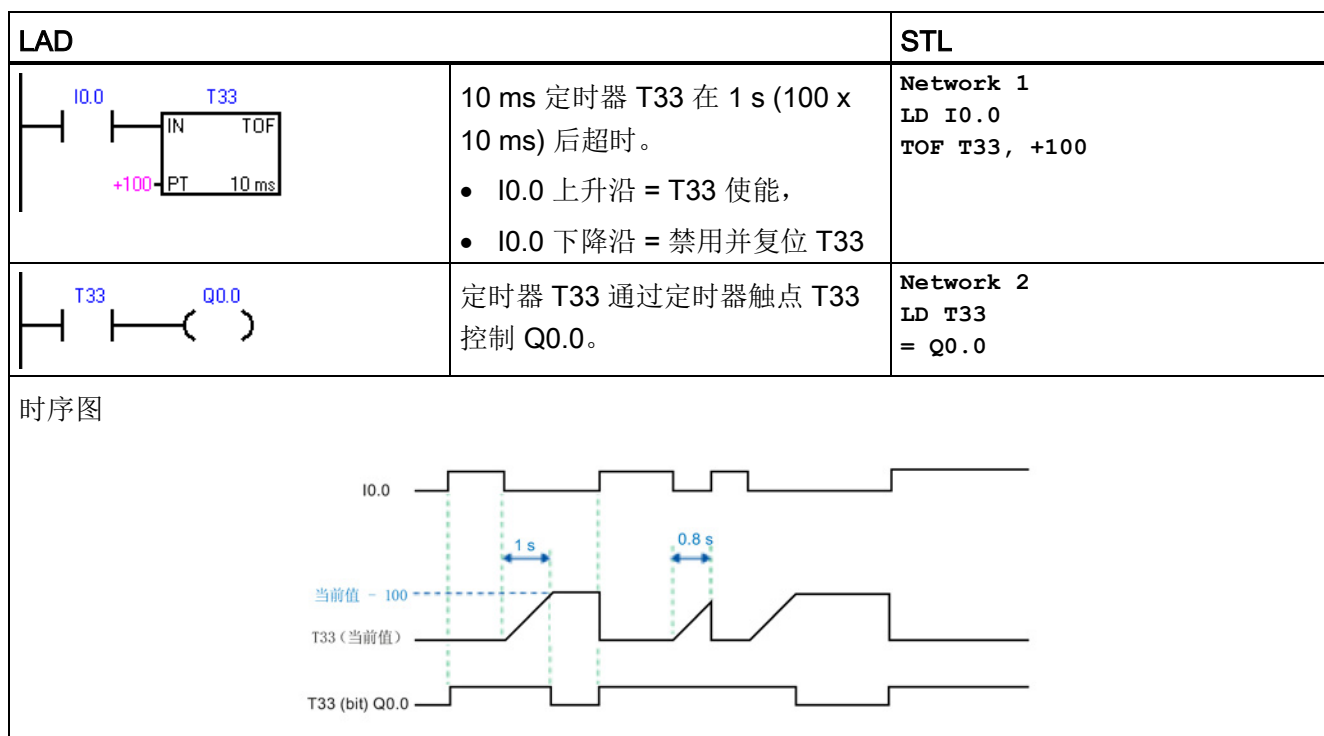 LAD
STL
I0.0
T33
IN
TOF
+100
PT
10 ms
10 ms 定时器 T33 在 1 s (100 x
10 ms) 后超时。
• I0.0 上升沿 = T33 使能，
• I0.0 下降沿 = 禁用并复位 T33
Network 1
LD I0.0
TOF T33, +100
T33
Q0.0
定时器 T33 通过定时器触点 T33
控制 Q0.0。
Network 2
LD T33
= Q0.0
时序图
I0.0
1 s
0.8 s
当前值 - 100
T33（当前值）
T33 (bit) Q0.0